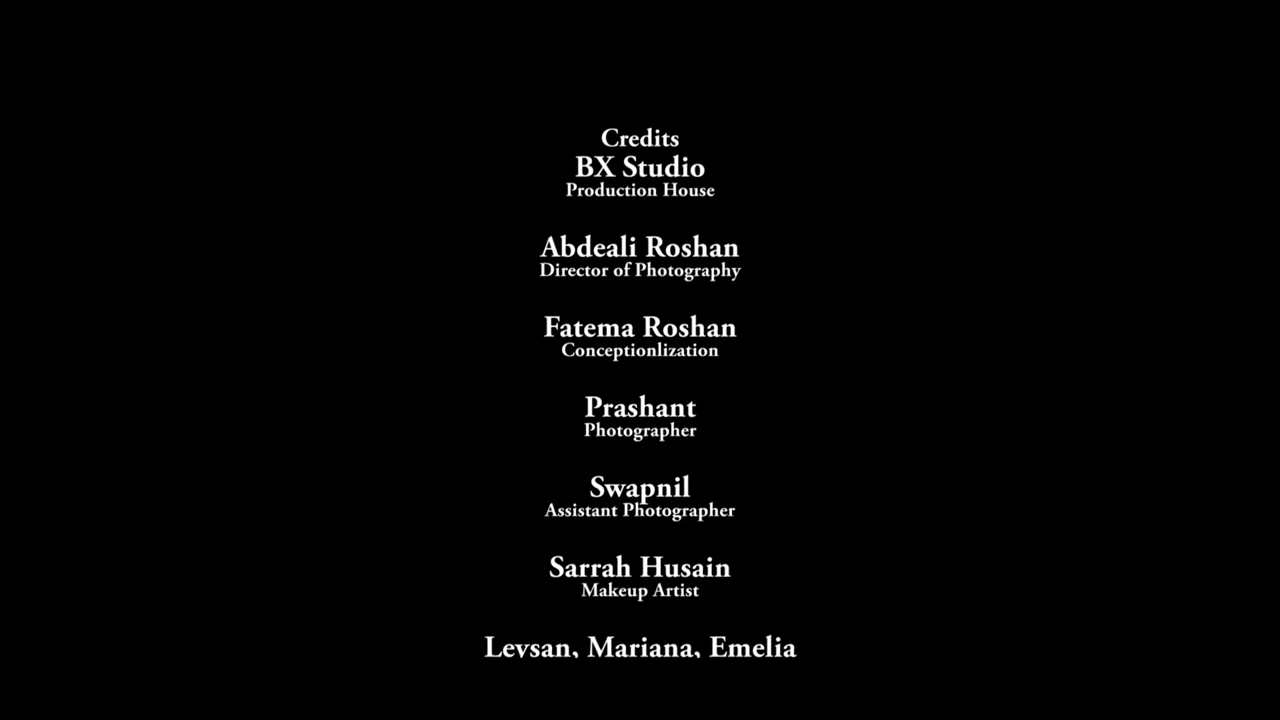 Credits
BX Studio
Production House
Abdeali Roshan
Director of Photography
Fatema Roshan
Conceptionlization
Prashant
Photographer
Swapnil
Assistant Photographer
Sarrah Husain
Makeup Artist
Leysan, Mariana, Emelia